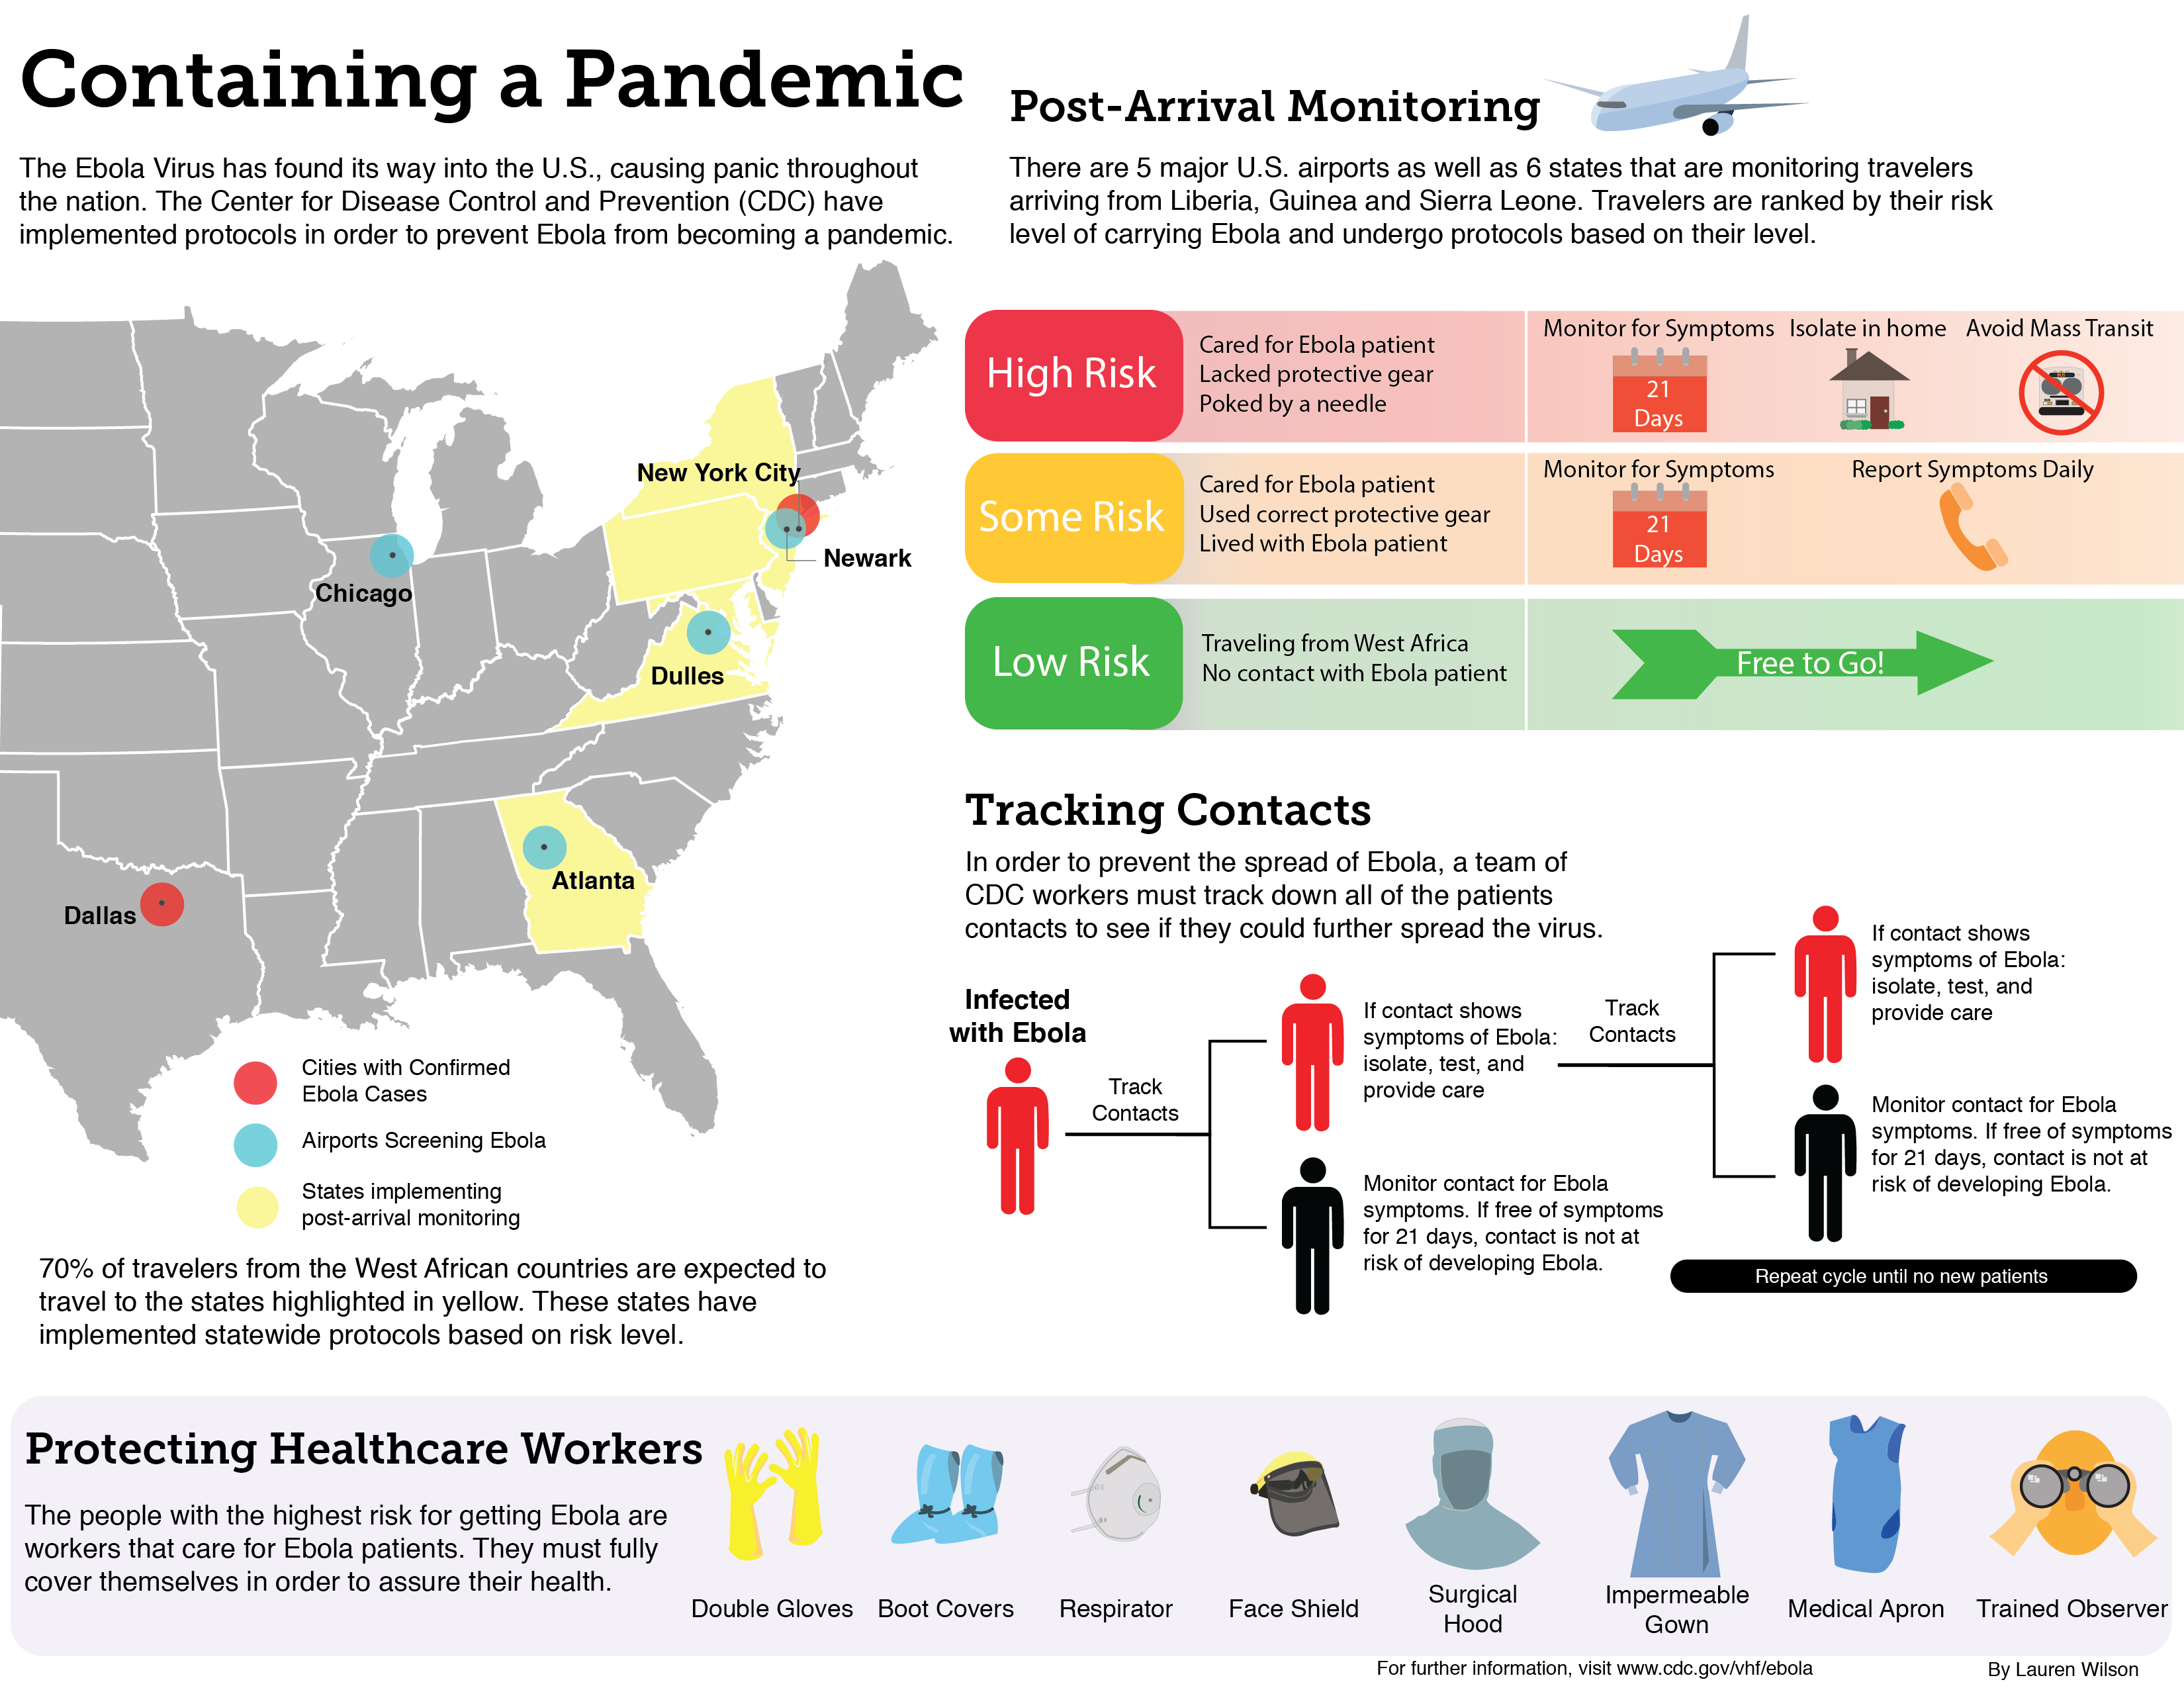 Containing a Pandemic
The Ebola Virus has found its way into the U.S., causing panic throughout
the nation. The Center for Disease Control and Prevention (CDC) have
implemented protocols in order to prevent Ebola from becoming a pandemic.
New York City
Newark
Chicago
Dulles
Atlanta
Dallas
Cities with Confirmed
Ebola Cases
Airports Screening Ebola
States implementing
post-arrival monitoring
70% of travelers from the West African countries are expected to
travel to the states highlighted in yellow. These states have
implemented statewide protocols based on risk level.
Post-Arrival Monitoring
There are 5 major U.S. airports as well as 6 states that are monitoring travelers
arriving from Liberia, Guinea and Sierra Leone. Travelers are ranked by their risk
level of carrying Ebola and undergo protocols based on their level.
High Risk
Cared for Ebola patient
Lacked protective gear
Poked by a needle
Monitor for Symptoms
21
Days
Isolate in home
Avoid Mass Transit
Some Risk
Cared for Ebola patient
Used correct protective gear
Lived with Ebola patient
Monitor for Symptoms
21
Days
Report Symptoms Daily
Low Risk
Traveling from West Africa
No contact with Ebola patient
Free to Go!
Tracking Contacts
In order to prevent the spread of Ebola, a team of
CDC workers must track down all of the patients
contacts to see if they could further spread the virus.
Infected
with Ebola
Track
Contacts
If contact shows
symptoms of Ebola:
isolate, test, and
provide care
Monitor contact for Ebola
symptoms. If free of symptoms
for 21 days, contact is not at
risk of developing Ebola.
Track
Contacts
If contact shows
symptoms of Ebola:
isolate, test, and
provide care
Monitor contact for Ebola
symptoms. If free of symptoms
for 21 days, contact is not at
risk of developing Ebola.
Repeat cycle until no new patients
Protecting Healthcare Workers
The people with the highest risk for getting Ebola are
workers that care for Ebola patients. They must fully
cover themselves in order to assure their health.
Double Gloves
Boot Covers
Respirator
Face Shield
Surgical
Hood
Impermeable
Gown
Medical Apron
Trained Observer
For further information, visit www.cdc.gov/vhf/ebola
By Lauren Wilson